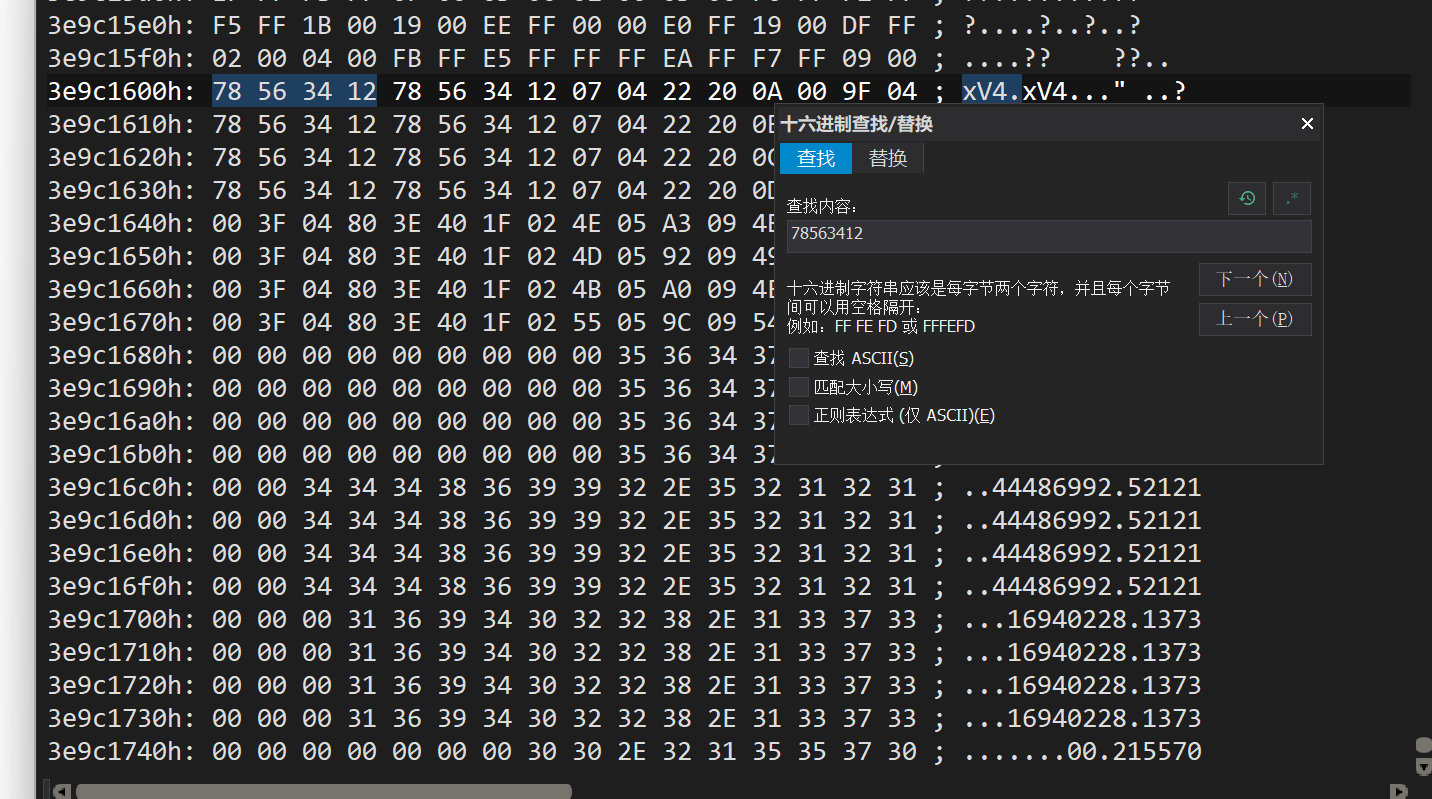 3e9c15e0h: F5 FF 1B 00 19 00 EE FF 00 00 E0 FF 19 00 DF FF ; ?....?..?..?
3e9c15f0h: 02 00 04 00 FB FF E5 FF FF FF EA FF F7 FF 09 00 ; ....?? ??..
3e9c1600h: 78 56 34 12 78 56 34 12 07 04 22 20 0A 00 9F 04 ; xV4.xV4..." ..?
3e9c1610h: 78 56 34 12 78 56 34 12 07 04 22 20
3e9c1620h: 78 56 34 12 78 56 34 12 07 04 22 20
3e9c1630h: 78 56 34 12 78 56 34 12 07 04 22 20
3e9c1640h: 00 3F 04 80 3E 40 1F 02 4E 05 A3 09
3e9c1650h: 00 3F 04 80 3E 40 1F 02 4D 05 92 09
3e9c1660h: 00 3F 04 80 3E 40 1F 02 4B 05 A0 09
3e9c1670h: 00 3F 04 80 3E 40 1F 02 55 05 9C 09
3e9c1680h: 00 00 00 00 00 00 00 00 00 35 36 34
3e9c1690h: 00 00 00 00 00 00 00 00 00 35 36 34
3e9c16a0h: 00 00 00 00 00 00 00 00 00 35 36 34
3e9c16b0h: 00 00 00 00 00 00 00 00 00 35 36 34
3e9c16c0h: 00 00 34 34 34 38 36 39 39 32 2E 35 32 31 32 31 ; ..44486992.52121
3e9c16d0h: 00 00 34 34 34 38 36 39 39 32 2E 35 32 31 32 31 ; ..44486992.52121
3e9c16e0h: 00 00 34 34 34 38 36 39 39 32 2E 35 32 31 32 31 ; ..44486992.52121
3e9c16f0h: 00 00 34 34 34 38 36 39 39 32 2E 35 32 31 32 31 ; ..44486992.52121
3e9c1700h: 00 00 00 31 36 39 34 30 32 32 38 2E 31 33 37 33 ; ...16940228.1373
3e9c1710h: 00 00 00 31 36 39 34 30 32 32 38 2E 31 33 37 33 ; ...16940228.1373
3e9c1720h: 00 00 00 31 36 39 34 30 32 32 38 2E 31 33 37 33 ; ...16940228.1373
3e9c1730h: 00 00 00 31 36 39 34 30 32 32 38 2E 31 33 37 33 ; ...16940228.1373
3e9c1740h: 00 00 00 00 00 00 00 30 30 2E 32 31 35 35 37 30 ; .......00.215570
十六进制查找/替换
查找 替换
查找内容:
78563412
下一个(N)
十六进制字符串应该是每字节两个字符，并且每个字节
间可以用空格隔开:
例如: FF FE FD 或 FFFEFD
上一个(P)
查找 ASCII(S)
匹配大小写(M)
正则表达式 (仅 ASCII)(E)